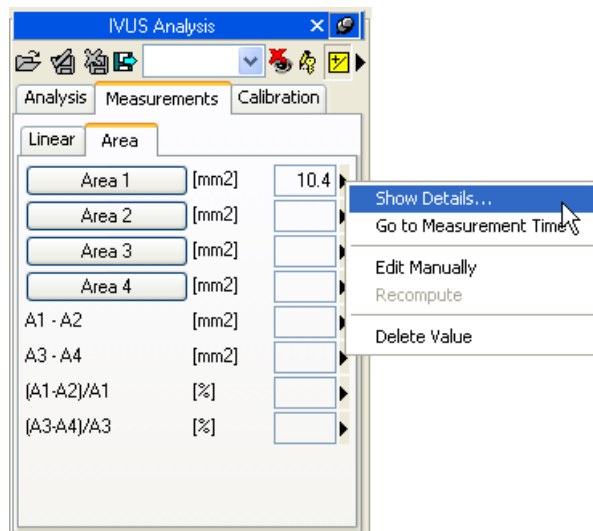 IVUS Analysis
Analysis Measurements Calibration
Linear Area
Area 1 [mm2] 10.4
Area 2 [mm2]
Area 3 [mm2]
Area 4 [mm2]
A1 - A2 [mm2]
A3 - A4 [mm2]
(A1-A2)/A1 [%]
(A3-A4)/A3 [%]
Show Details...
Go to Measurement Time
Edit Manually
Recompute
Delete Value